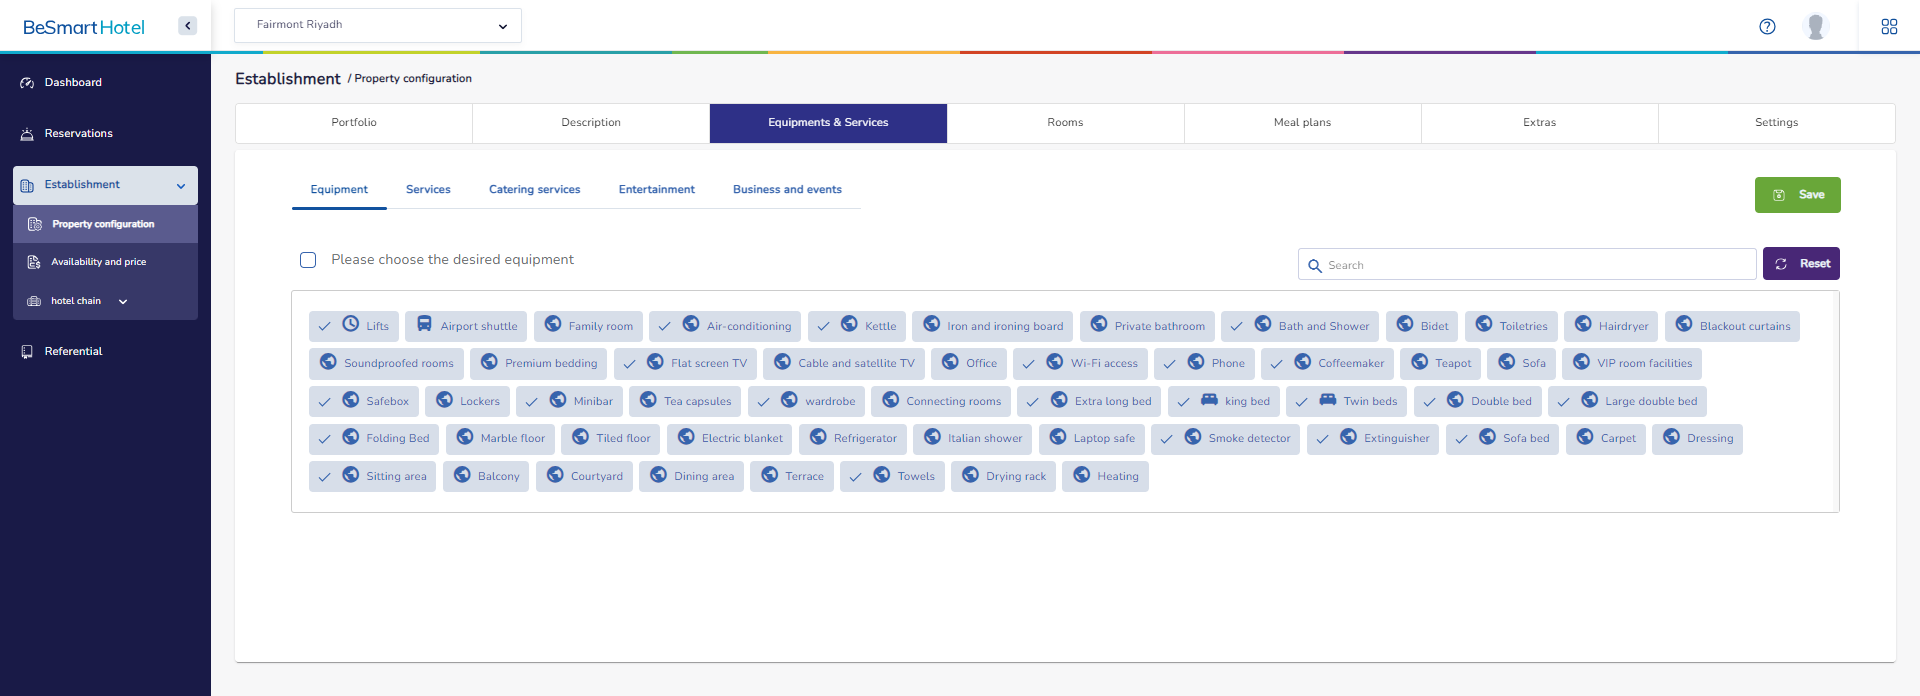 BeSmart Hotel
Fairmont Riyadh
Dashboard
Reservations
Establishment
Property configuration
Availability and price
hotel chain
Referential
Establishment / Property configuration
Portfolio Description Equipments & Services Rooms Meal plans Extras Settings
Equipment Services Catering services Entertainment Business and events
Save
Please choose the desired equipment
Search
Reset
Lifts Airport shuttle Family room Air-conditioning Kettle Iron and ironing board Private bathroom Bath and Shower Bidet Toiletries Hairdryer Blackout curtains
Soundproofed rooms Premium bedding Flat screen TV Cable and satellite TV Office Wi-Fi access Phone Coffeemaker Teapot Sofa VIP room facilities
Safebox Lockers Minibar Tea capsules wardrobe Connecting rooms Extra long bed king bed Twin beds Double bed Large double bed
Folding Bed Marble floor Tiled floor Electric blanket Refrigerator Italian shower Laptop safe Smoke detector Extinguisher Sofa bed Carpet Dressing
Sitting area Balcony Courtyard Dining area Terrace Towels Drying rack Heating